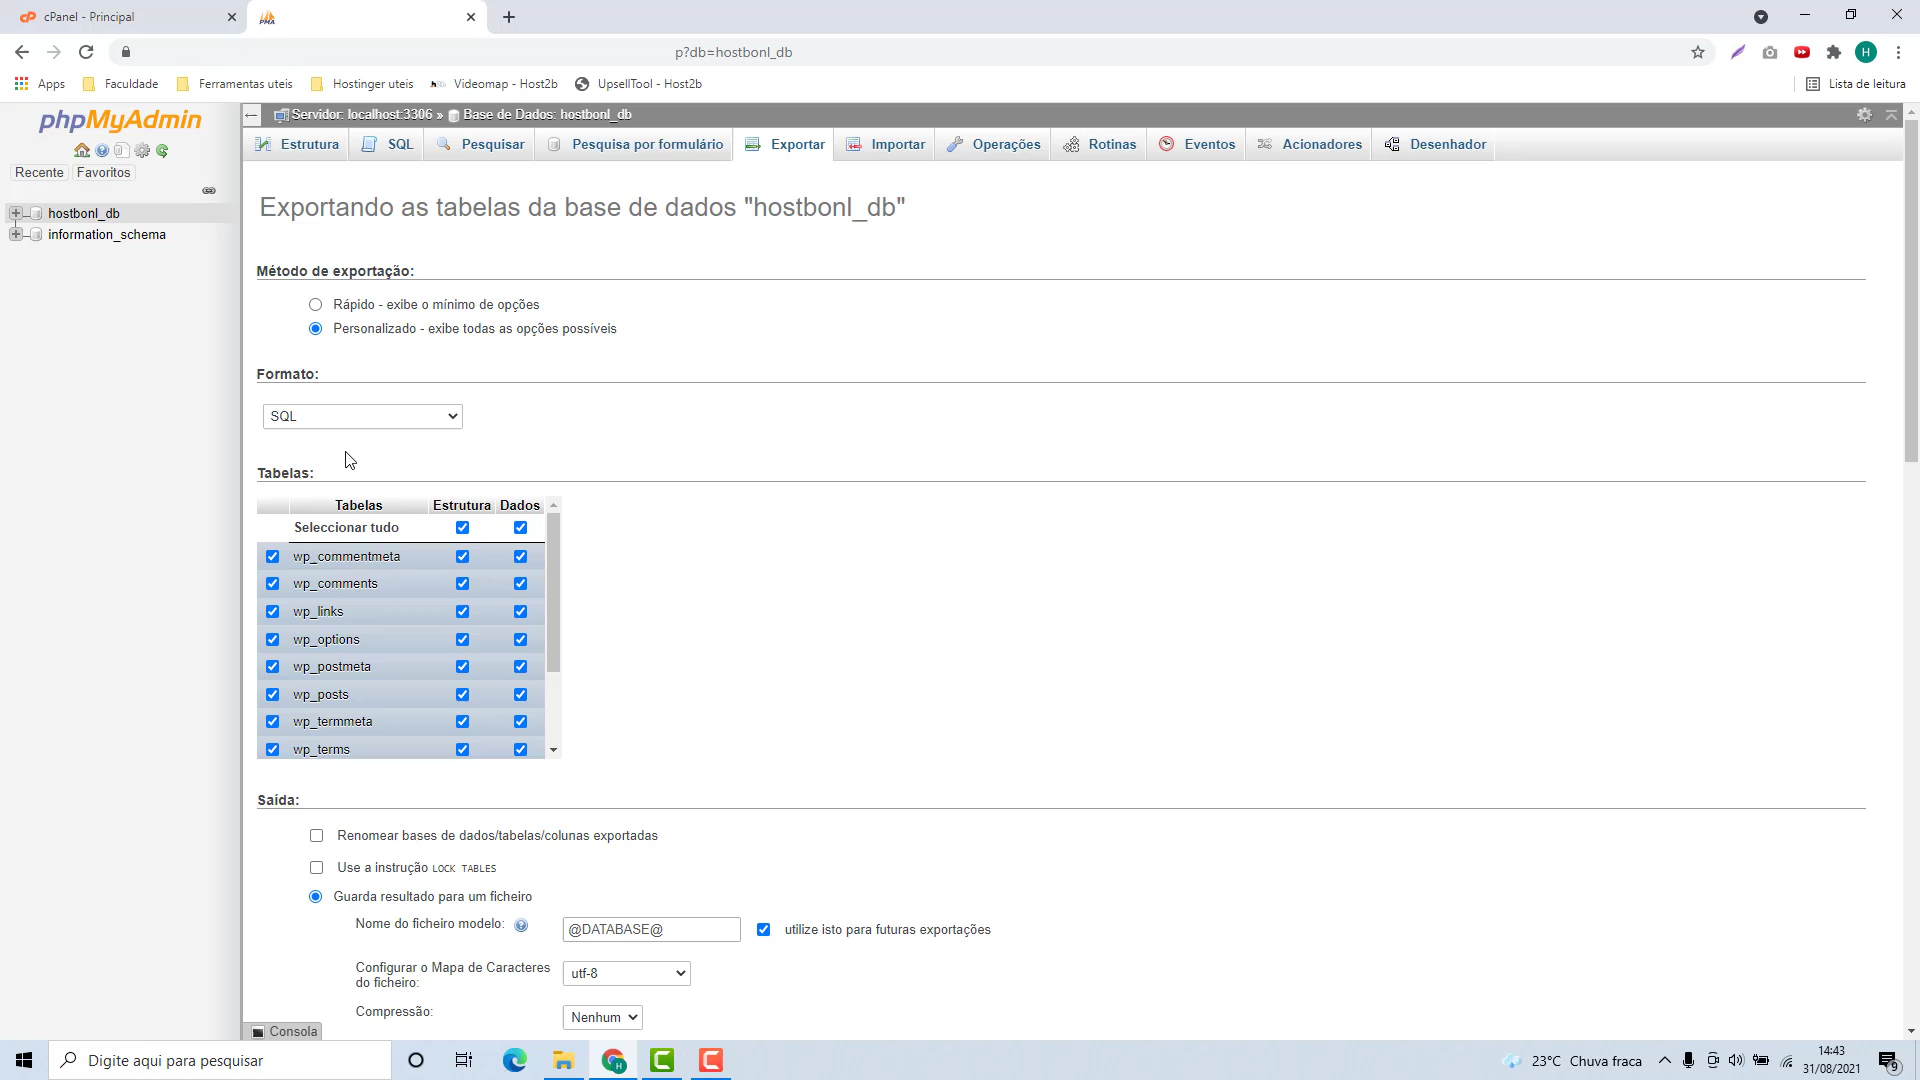 cPanel - Principal
PMA
p?db=hostbonl_db
H
Apps
Faculdade
Ferramentas uteis
Hostinger uteis
Videomap - Host2b
UpsellTool - Host2b
Lista de leitura
phpMyAdmin
Recente
Favoritos
hostbonl_db
information_schema
Servidor: localhost:3306 » Base de Dados: hostbonl_db
Estrutura
SQL
Pesquisar
Pesquisa por formulário
Exportar
Importar
Operações
Rotinas
Eventos
Acionadores
Desenhador
Exportando as tabelas da base de dados "hostbonl_db"
Método de exportação:
Rápido - exibe o mínimo de opções
Personalizado - exibe todas as opções possíveis
Formato:
SQL
Tabelas:
Tabelas Estrutura Dados
Seleccionar tudo
wp_commentmeta
wp_comments
wp_links
wp_options
wp_postmeta
wp_posts
wp_termmeta
wp_terms
Saída:
Renomear bases de dados/tabelas/colunas exportadas
Use a instrução LOCK TABLES
Guarda resultado para um ficheiro
Nome do ficheiro modelo:
@DATABASE@
utilize isto para futuras exportações
Configurar o Mapa de Caracteres
do ficheiro:
utf-8
Compressão:
Nenhum
Consola
Digite aqui para pesquisar
23°C Chuva fraca
14:43
31/08/2021
9